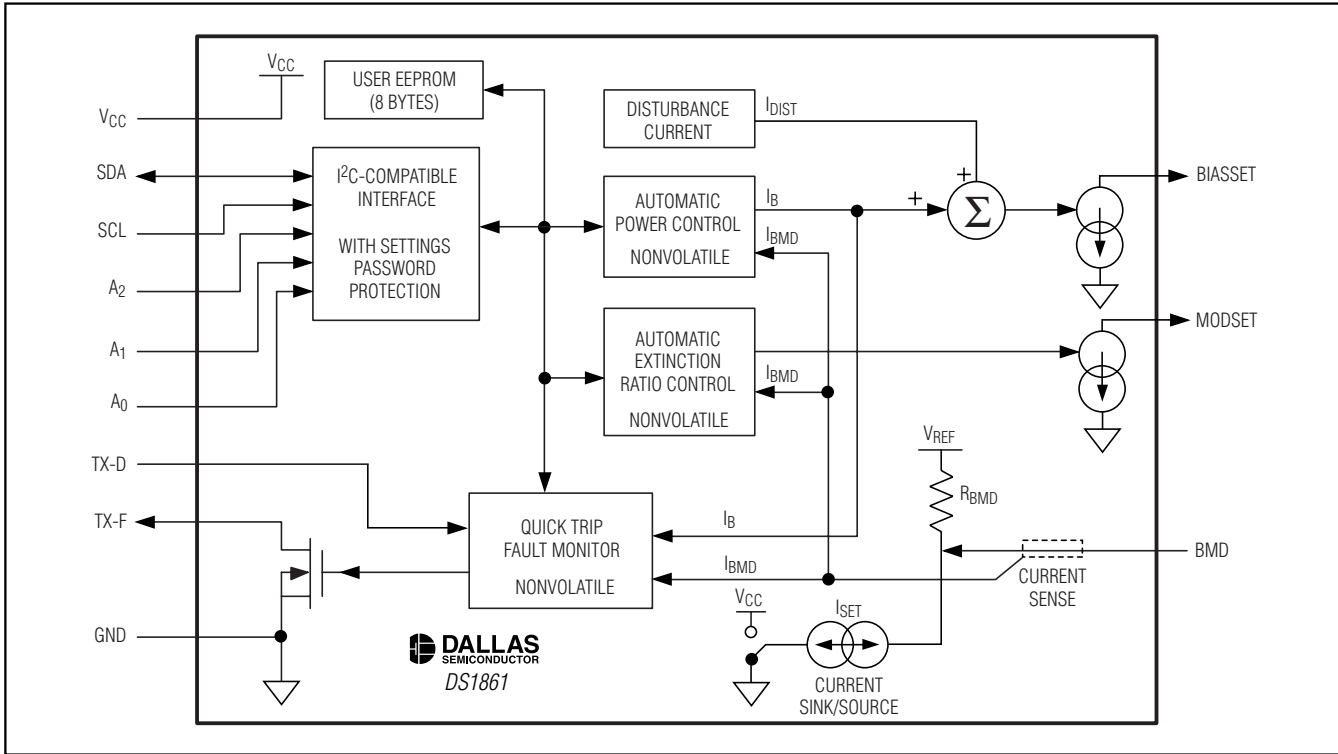 VCC
VCC
SDA
SCL
A2
A1
A0
TX-D
TX-F
GND
USER EEPROM
(8 BYTES)
I2C-COMPATIBLE
INTERFACE
WITH SETTINGS
PASSWORD
PROTECTION
DISTURBANCE
CURRENT
IDIST
AUTOMATIC
POWER CONTROL
NONVOLATILE
IB
IBMD
+
+
Σ
BIASSET
AUTOMATIC
EXTINCTION
RATIO CONTROL
NONVOLATILE
IBMD
MODSET
VREF
RBMD
QUICK TRIP
FAULT MONITOR
NONVOLATILE
IB
IBMD
BMD
CURRENT
SENSE
VCC
ISET
CURRENT
SINK/SOURCE
DALLAS
SEMICONDUCTOR
DS1861